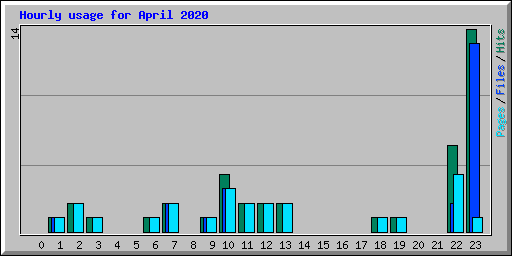 Hourly usage for April 2020
14
Pages/Files/Hits
0 1 2 3 4 5 6 7 8 9 10 11 12 13 14 15 16 17 18 19 20 21 22 23